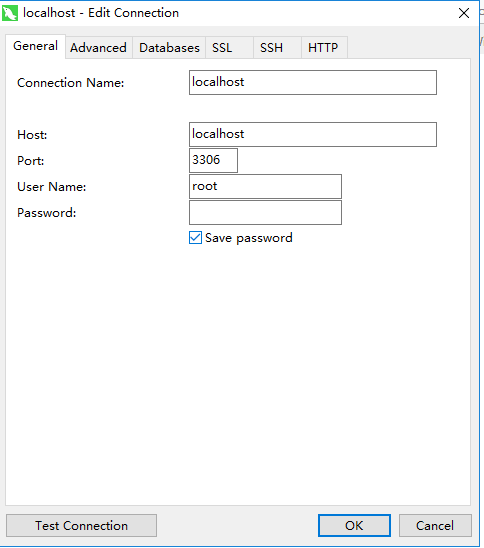 localhost - Edit Connection
General Advanced Databases SSL SSH HTTP
Connection Name: localhost
Host: localhost
Port: 3306
User Name: root
Password:
Save password
Test Connection OK Cancel